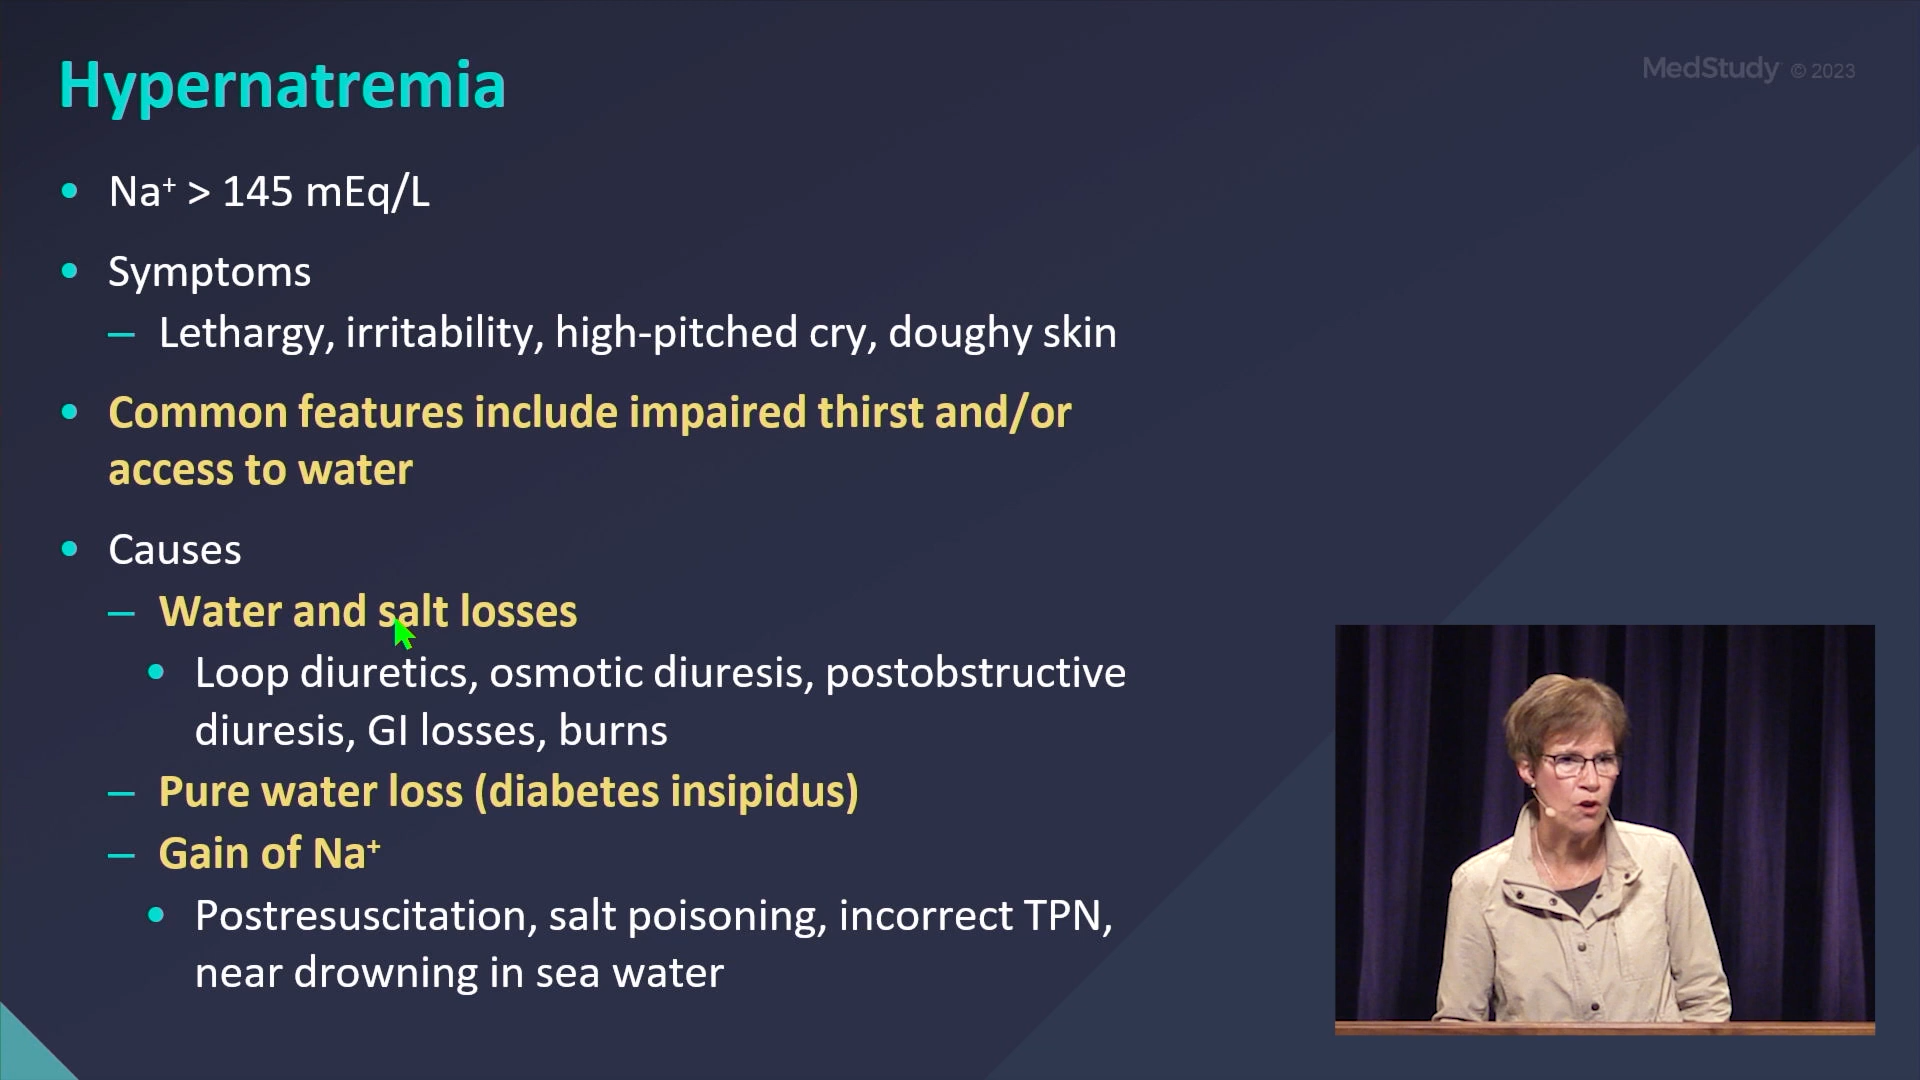 Hypernatremia
MedStudy © 2023
• Na⁺ > 145 mEq/L
• Symptoms
– Lethargy, irritability, high-pitched cry, doughy skin
• Common features include impaired thirst and/or
access to water
• Causes
– Water and salt losses
• Loop diuretics, osmotic diuresis, postobstructive
diuresis, GI losses, burns
– Pure water loss (diabetes insipidus)
– Gain of Na⁺
• Postresuscitation, salt poisoning, incorrect TPN,
near drowning in sea water